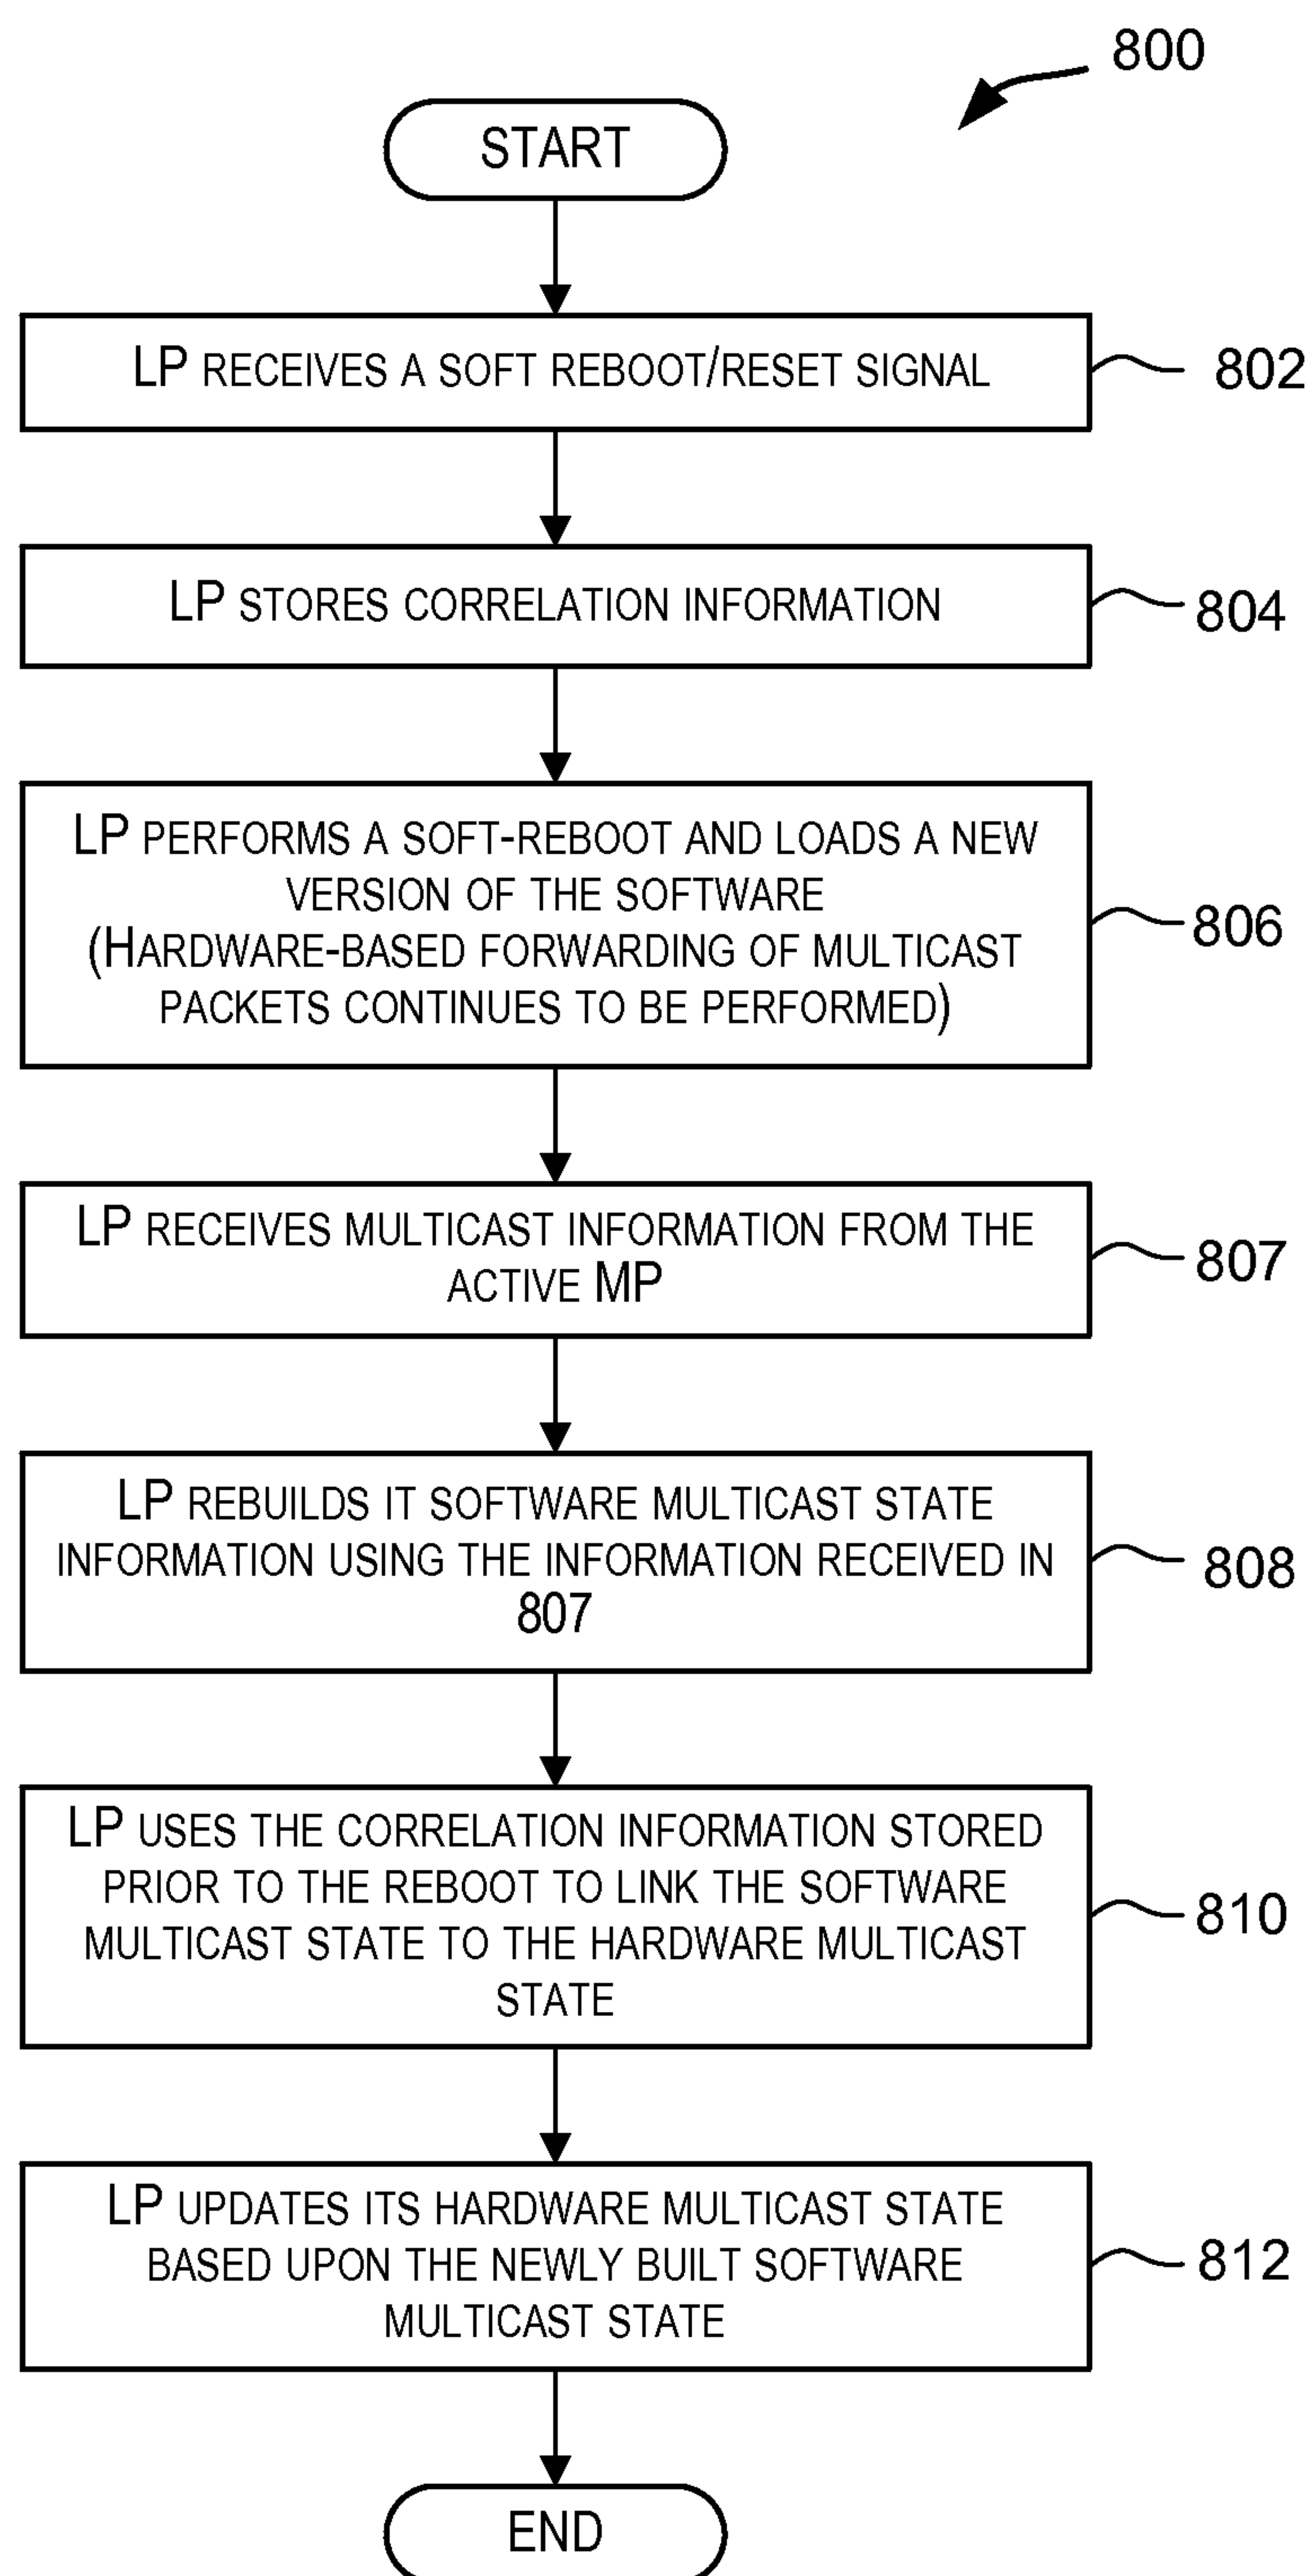 800
START
LP RECEIVES A SOFT REBOOT/RESET SIGNAL
802
LP STORES CORRELATION INFORMATION
804
LP PERFORMS A SOFT-REBOOT AND LOADS A NEW
VERSION OF THE SOFTWARE
(HARDWARE-BASED FORWARDING OF MULTICAST
PACKETS CONTINUES TO BE PERFORMED)
806
LP RECEIVES MULTICAST INFORMATION FROM THE
ACTIVE MP
807
LP REBUILDS IT SOFTWARE MULTICAST STATE
INFORMATION USING THE INFORMATION RECEIVED IN
807
808
LP USES THE CORRELATION INFORMATION STORED
PRIOR TO THE REBOOT TO LINK THE SOFTWARE
MULTICAST STATE TO THE HARDWARE MULTICAST
STATE
810
LP UPDATES ITS HARDWARE MULTICAST STATE
BASED UPON THE NEWLY BUILT SOFTWARE
MULTICAST STATE
812
END